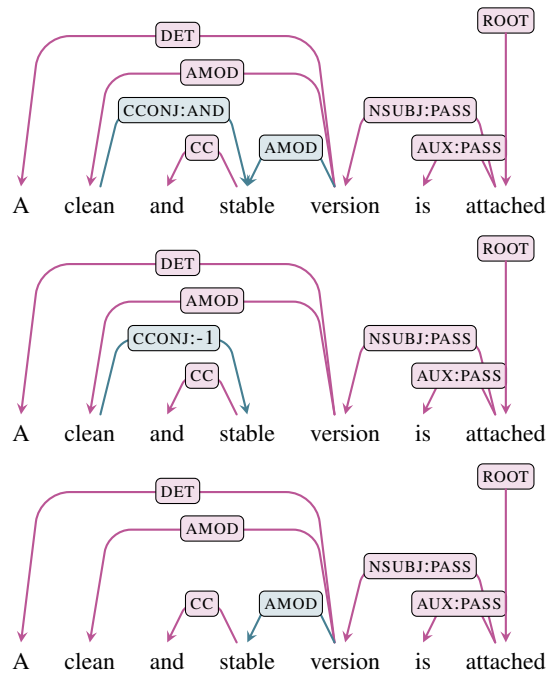 ROOT
DET
AMOD
CCONJ:AND NSUBJ:PASS
CC AMOD AUX:PASS
A clean and stable version is attached
ROOT
DET
AMOD
CCONJ:-1 NSUBJ:PASS
CC AUX:PASS
A clean and stable version is attached
ROOT
DET
AMOD
NSUBJ:PASS
CC AMOD AUX:PASS
A clean and stable version is attached